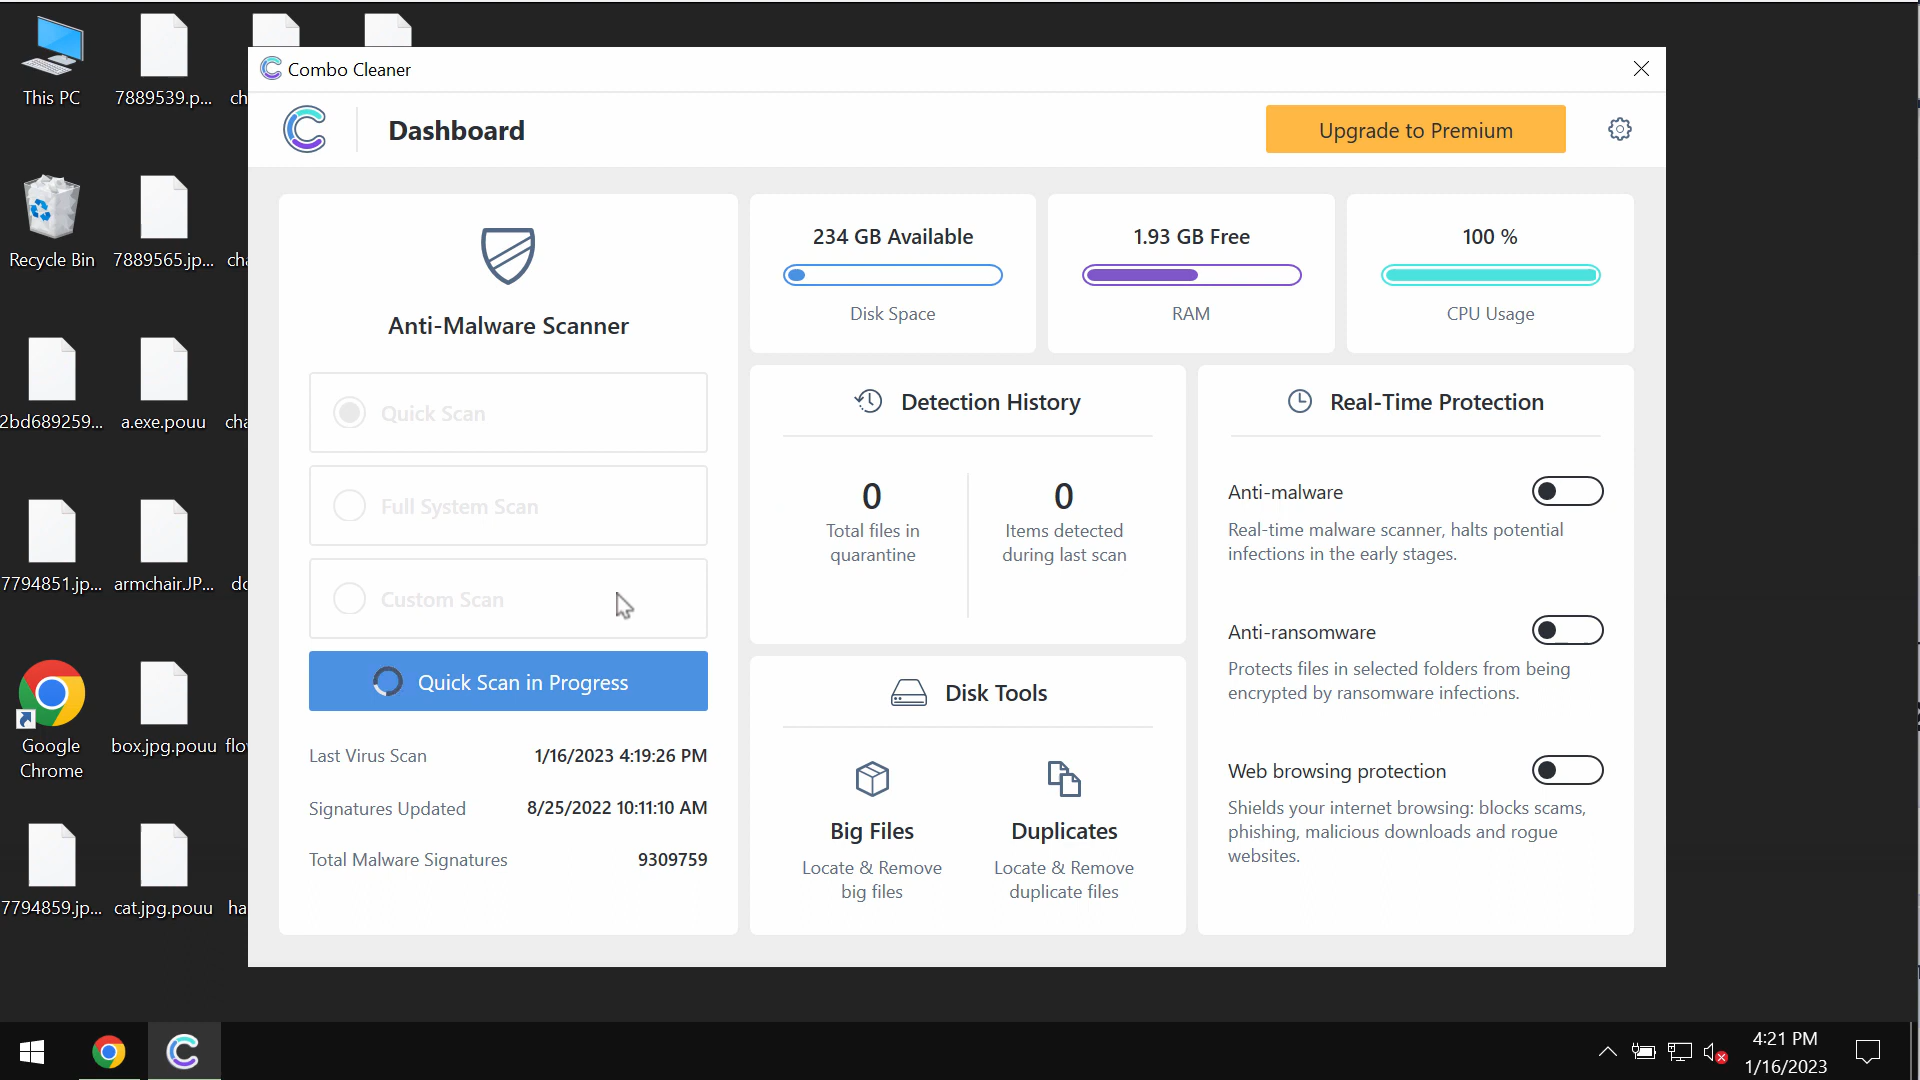 This PC
7889539.p...
Recycle Bin
7889565.jp...
2bd689259...
a.exe.pouu
7794851.jp...
armchair.JP...
Google
Chrome
box.jpg.pouu
7794859.jp...
cat.jpg.pouu
Combo Cleaner
Dashboard
Upgrade to Premium
Anti-Malware Scanner
Quick Scan
Full System Scan
Custom Scan
Quick Scan in Progress
Last Virus Scan 1/16/2023 4:19:26 PM
Signatures Updated 8/25/2022 10:11:10 AM
Total Malware Signatures 9309759
234 GB Available
Disk Space
1.93 GB Free
RAM
100 %
CPU Usage
Detection History
0
Total files in
quarantine
0
Items detected
during last scan
Disk Tools
Big Files
Locate & Remove
big files
Duplicates
Locate & Remove
duplicate files
Real-Time Protection
Anti-malware
Real-time malware scanner, halts potential
infections in the early stages.
Anti-ransomware
Protects files in selected folders from being
encrypted by ransomware infections.
Web browsing protection
Shields your internet browsing: blocks scams,
phishing, malicious downloads and rogue
websites.
4:21 PM
1/16/2023